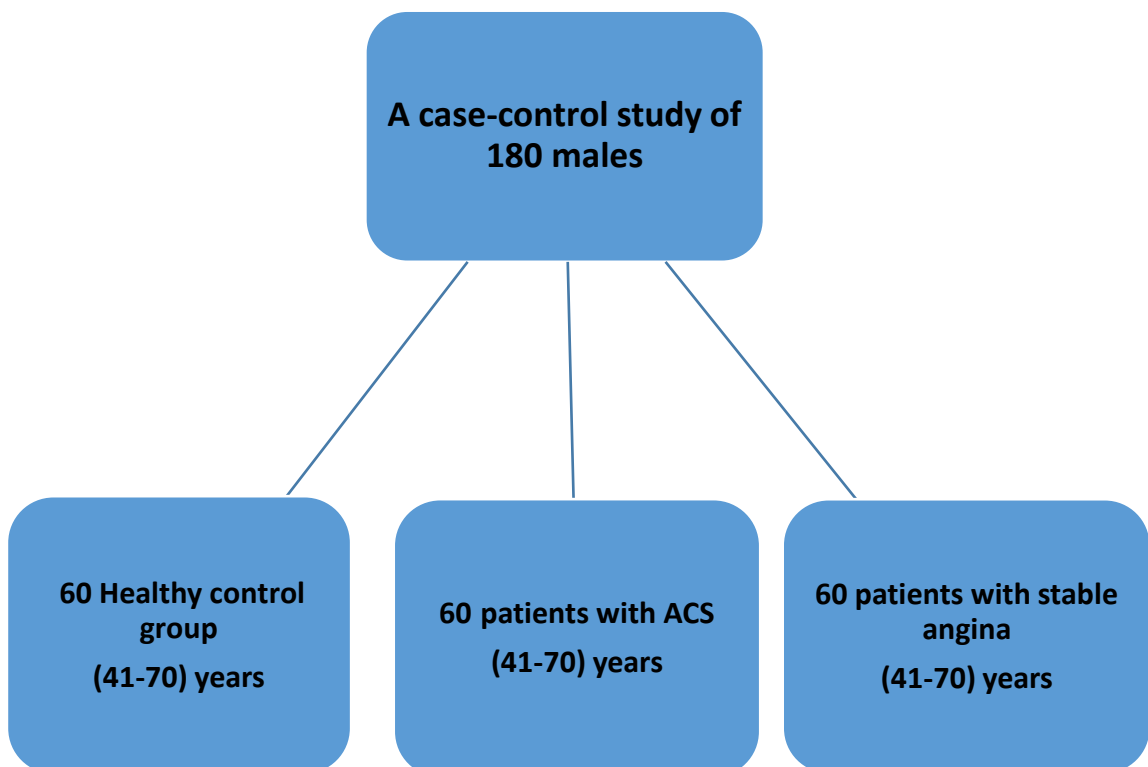 A case-control study of
180 males
60 Healthy control
group
(41-70) years
60 patients with ACS
(41-70) years
60 patients with stable
angina
(41-70) years